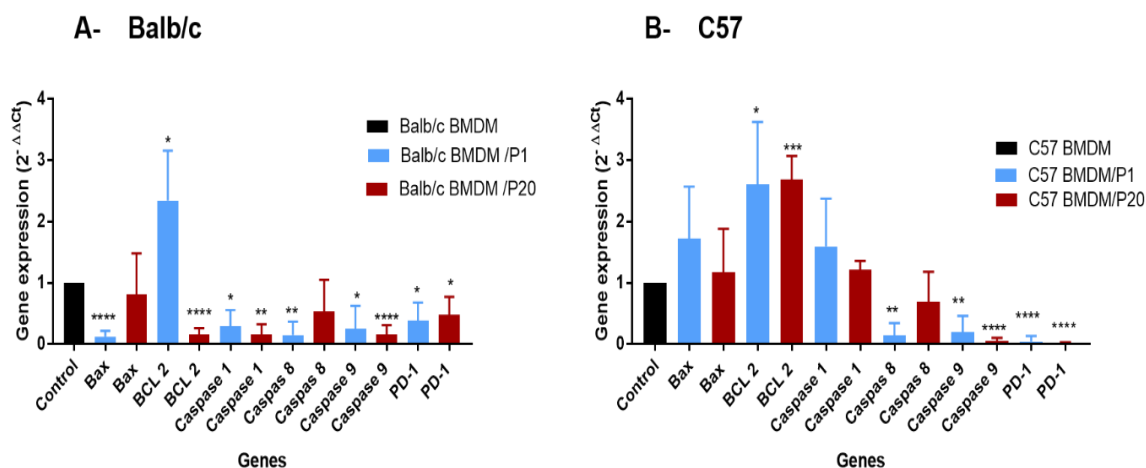 A- Balb/c
Gene expression (2^- ΔΔCt)
4
3
2
1
0
*
****
****
*
**
**
*
****
*
*
Balb/c BMDM
Balb/c BMDM /P1
Balb/c BMDM /P20
Control
Bax
Bax
BCL 2
BCL 2
Caspase 1
Caspase 1
Caspas 8
Caspas 8
Caspase 9
Caspase 9
PD-1
PD-1
Genes
B- C57
Gene expression (2^- ΔΔCt)
4
3
2
1
0
*
***
**
**
****
****
****
C57 BMDM
C57 BMDM/P1
C57 BMDM/P20
Control
Bax
Bax
BCL 2
BCL 2
Caspase 1
Caspase 1
Caspas 8
Caspas 8
Caspase 9
Caspase 9
PD-1
PD-1
Genes